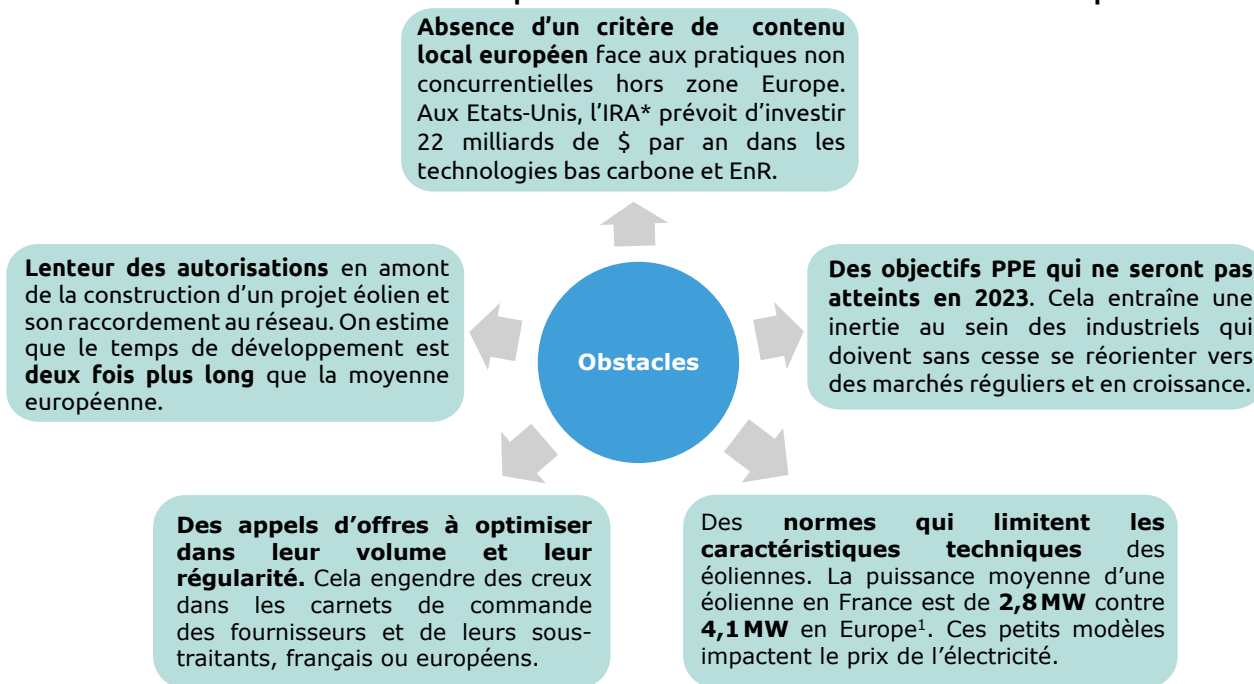 Absence d’un critère de contenu
local européen face aux pratiques non
concurrentielles hors zone Europe.
Aux Etats-Unis, l’IRA* prévoit d’investir
22 milliards de $ par an dans les
technologies bas carbone et EnR.
Lenteur des autorisations en amont
de la construction d’un projet éolien et
son raccordement au réseau. On estime
que le temps de développement est
deux fois plus long que la moyenne
européenne.
Obstacles
Des objectifs PPE qui ne seront pas
atteints en 2023. Cela entraîne une
inertie au sein des industriels qui
doivent sans cesse se réorienter vers
des marchés réguliers et en croissance.
Des appels d’offres à optimiser
dans leur volume et leur
régularité. Cela engendre des creux
dans les carnets de commande
des fournisseurs et de leurs sous-
traitants, français ou européens.
Des normes qui limitent les
caractéristiques techniques des
éoliennes. La puissance moyenne d’une
éolienne en France est de 2,8 MW contre
4,1 MW en Europe¹. Ces petits modèles
impactent le prix de l’électricité.